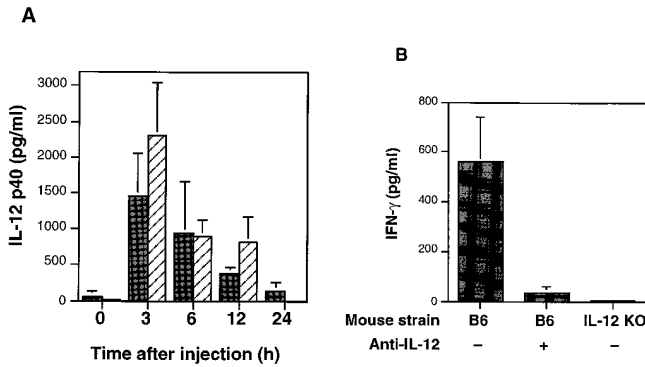 A
B
IL-12 p40 (pg/ml)
3000
2500
2000
1500
1000
500
0
0 3 6 12 24
Time after injection (h)
IFN-γ (pg/ml)
800
600
400
200
0
Mouse strain B6 B6 IL-12 KO
Anti-IL-12 – + –